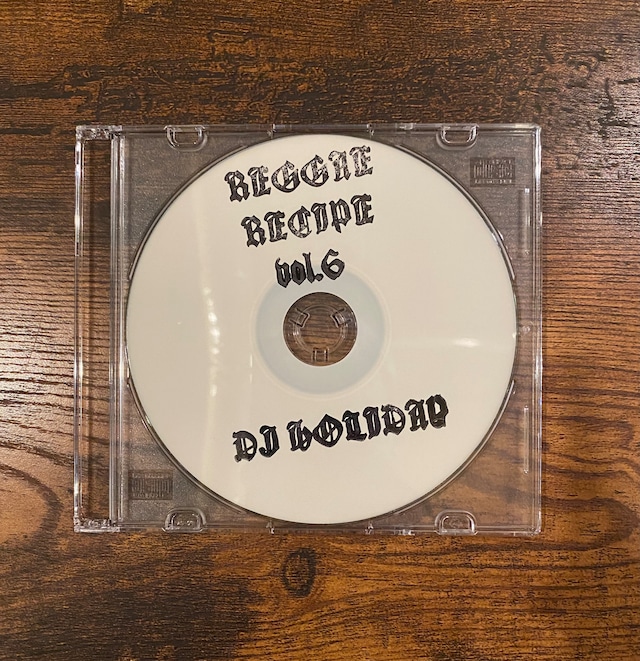 REGGAE
RECIPE
vol.6
DJ HOLIDAY